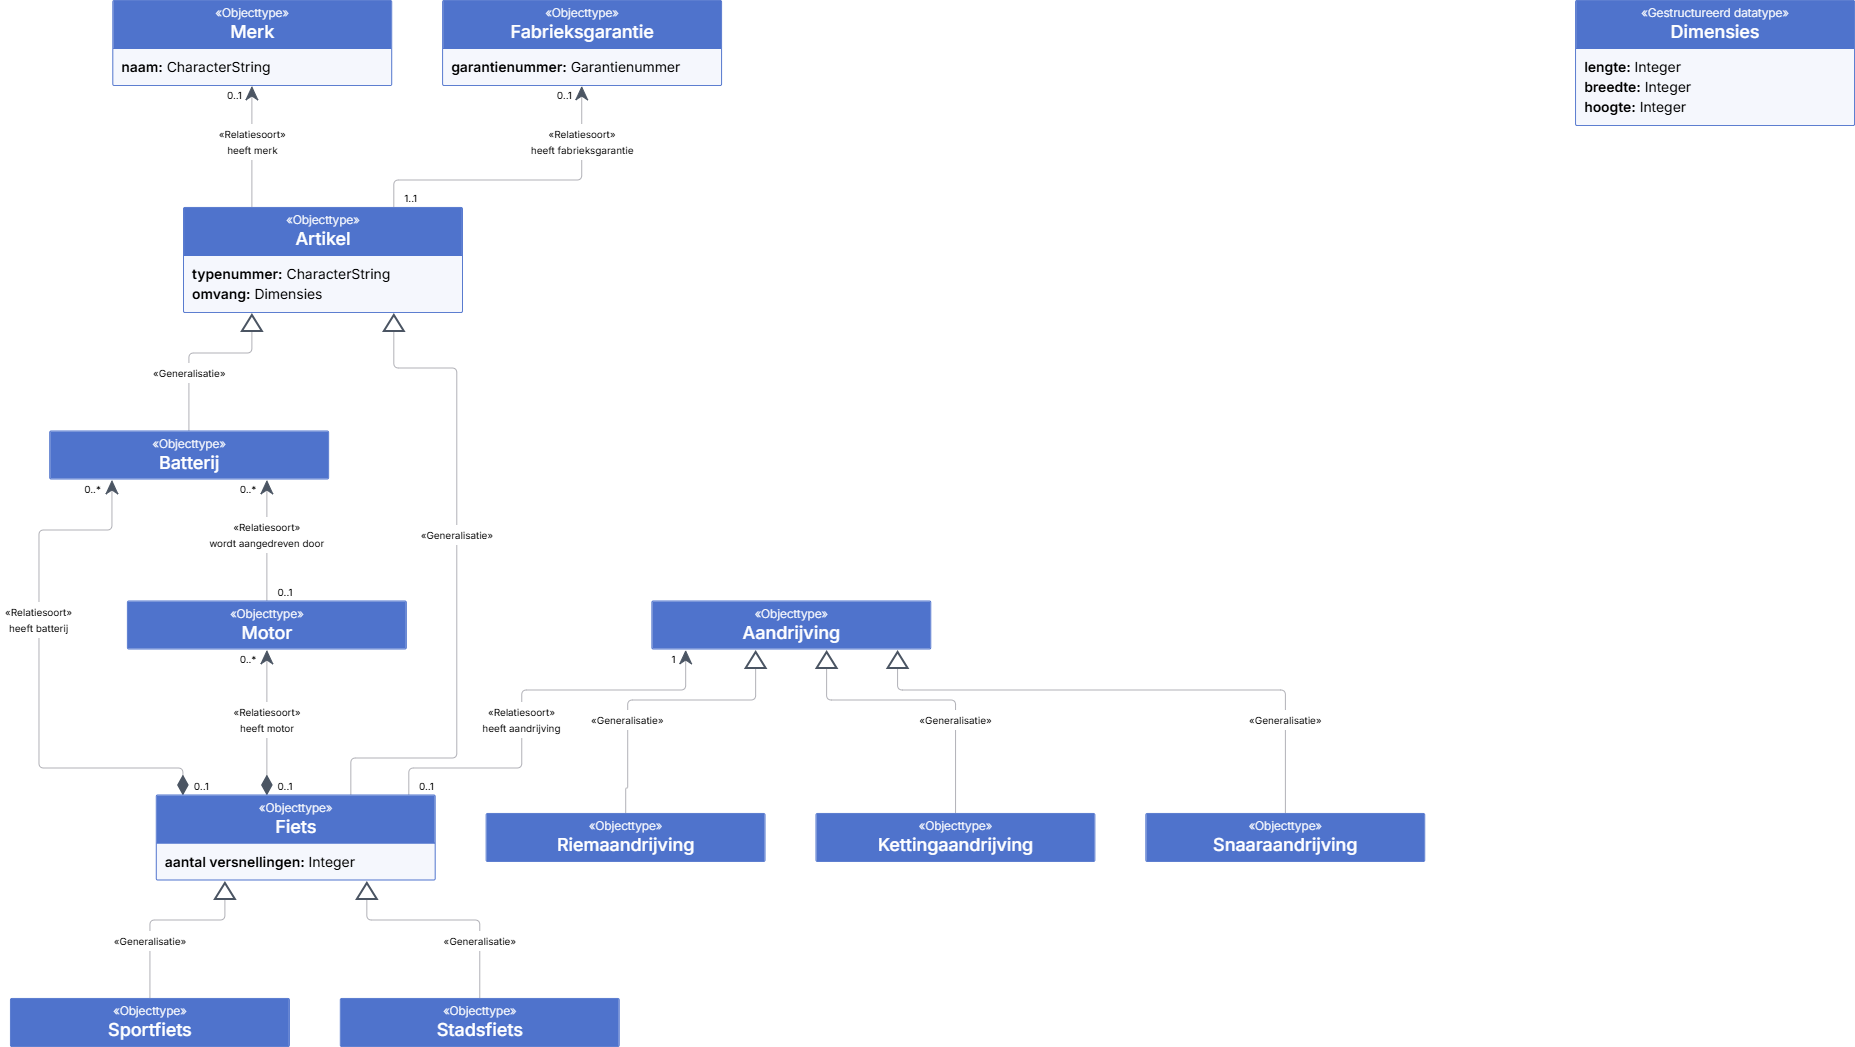 «Objecttype»
Merk
naam: CharacterString
«Objecttype»
Fabrieksgarantie
garantienummer: Garantienummer
«Gestructureerd datatype»
Dimensies
lengte: Integer
breedte: Integer
hoogte: Integer
0..1
«Relatiesoort»
heeft merk
0..1
«Relatiesoort»
heeft fabrieksgarantie
1..1
«Objecttype»
Artikel
typenummer: CharacterString
omvang: Dimensies
«Generalisatie»
«Objecttype»
Batterij
0..*
0..*
«Relatiesoort»
wordt aangedreven door
«Generalisatie»
0..1
«Relatiesoort»
heeft batterij
«Objecttype»
Motor
0..*
«Objecttype»
Aandrijving
1
«Relatiesoort»
heeft motor
«Relatiesoort»
heeft aandrijving
«Generalisatie»
«Generalisatie»
«Generalisatie»
0..1
0..1
0..1
«Objecttype»
Fiets
aantal versnellingen: Integer
«Objecttype»
Riemaandrijving
«Objecttype»
Kettingaandrijving
«Objecttype»
Snaaraandrijving
«Generalisatie»
«Generalisatie»
«Objecttype»
Sportfiets
«Objecttype»
Stadsfiets